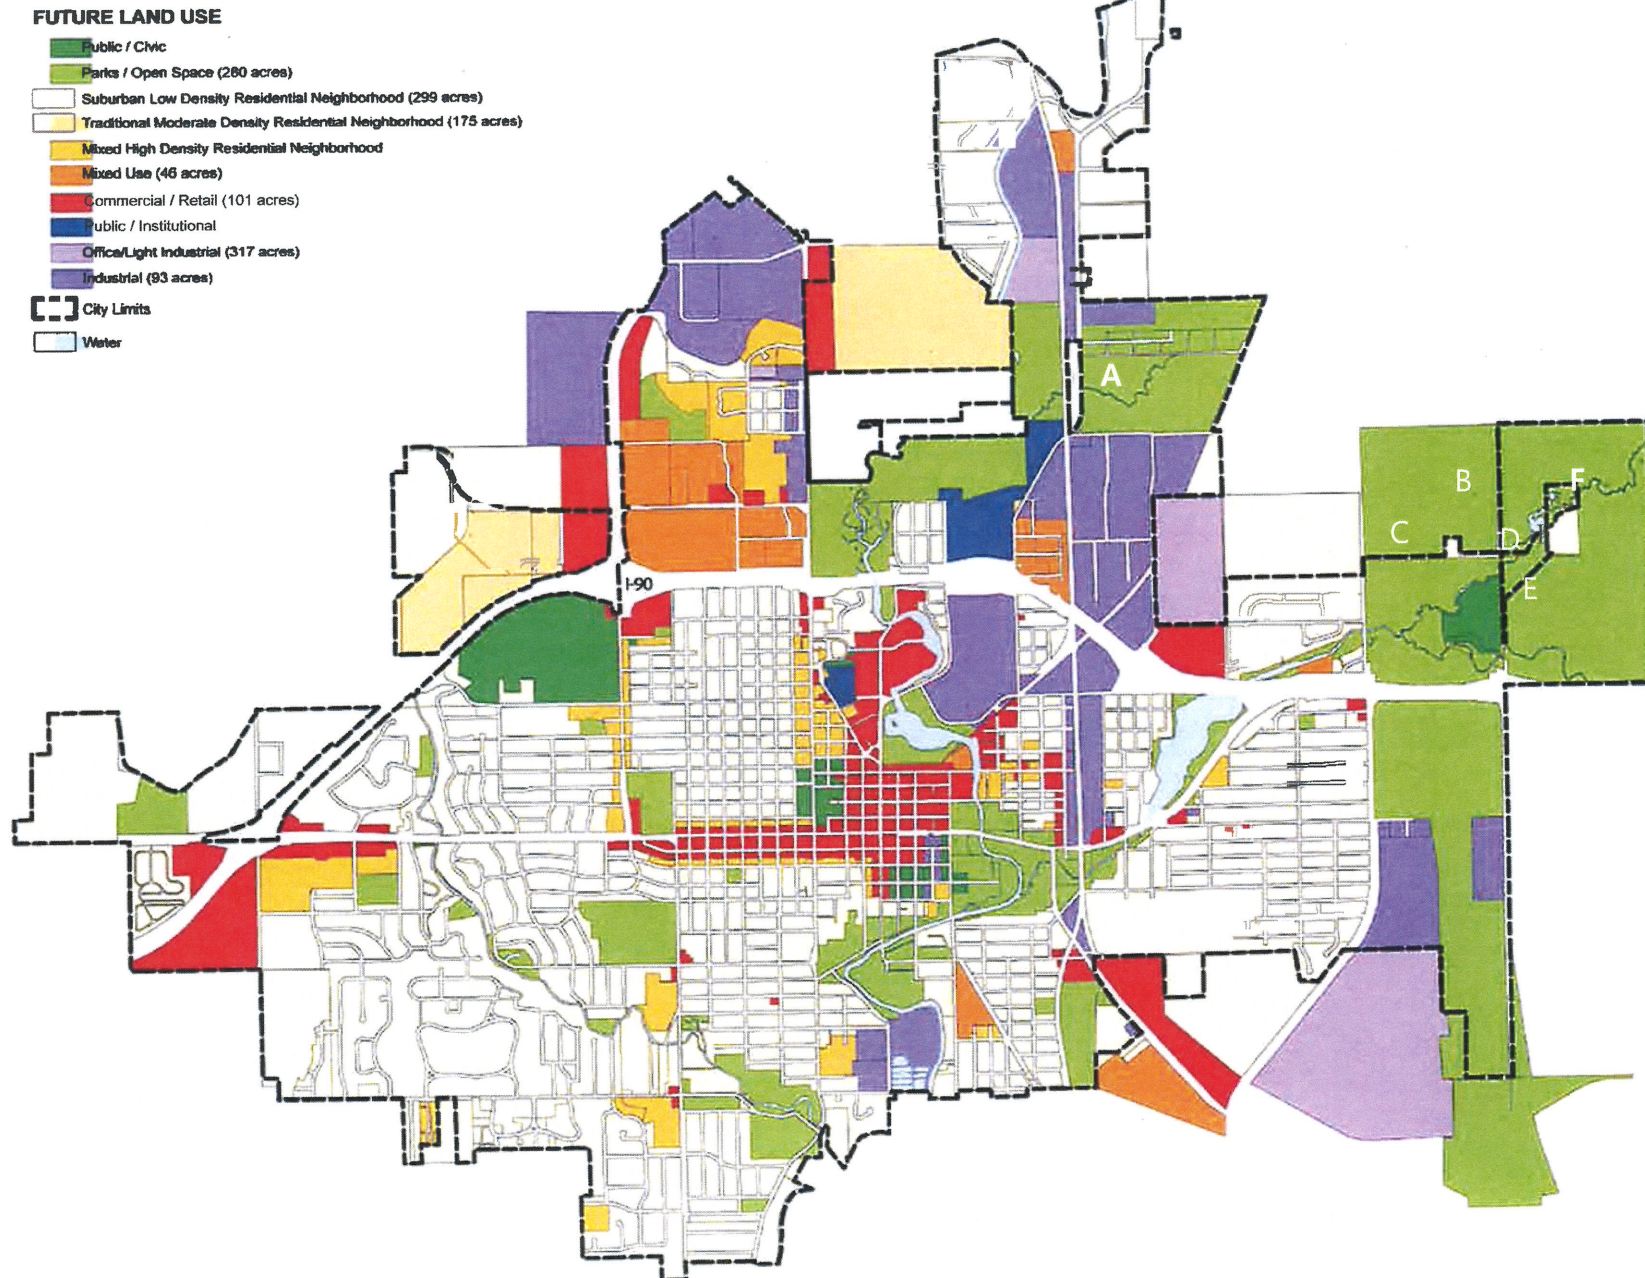 FUTURE LAND USE
Public / Civic
Parks / Open Space (260 acres)
Suburban Low Density Residential Neighborhood (299 acres)
Traditional Moderate Density Residential Neighborhood (175 acres)
Mixed High Density Residential Neighborhood
Mixed Use (46 acres)
Commercial / Retail (101 acres)
Public / Institutional
Office/Light Industrial (317 acres)
Industrial (93 acres)
City Limits
Water
A
B
F
C
D
I-90
E